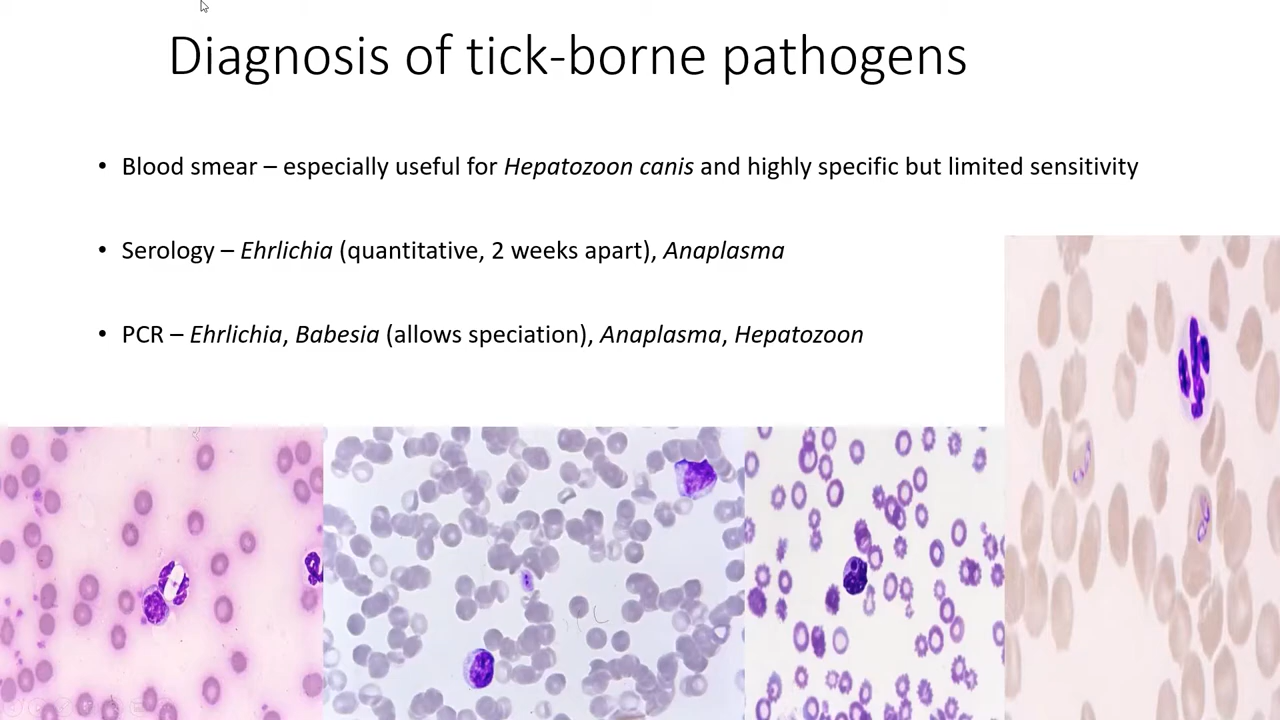 Diagnosis of tick-borne pathogens
• Blood smear – especially useful for Hepatozoon canis and highly specific but limited sensitivity
• Serology – Ehrlichia (quantitative, 2 weeks apart), Anaplasma
• PCR – Ehrlichia, Babesia (allows speciation), Anaplasma, Hepatozoon